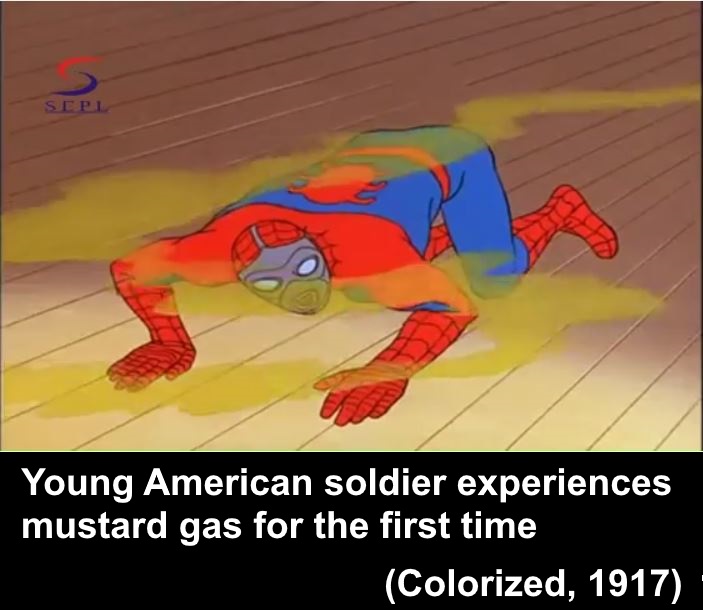 SEPL
Young American soldier experiences
mustard gas for the first time
(Colorized, 1917)